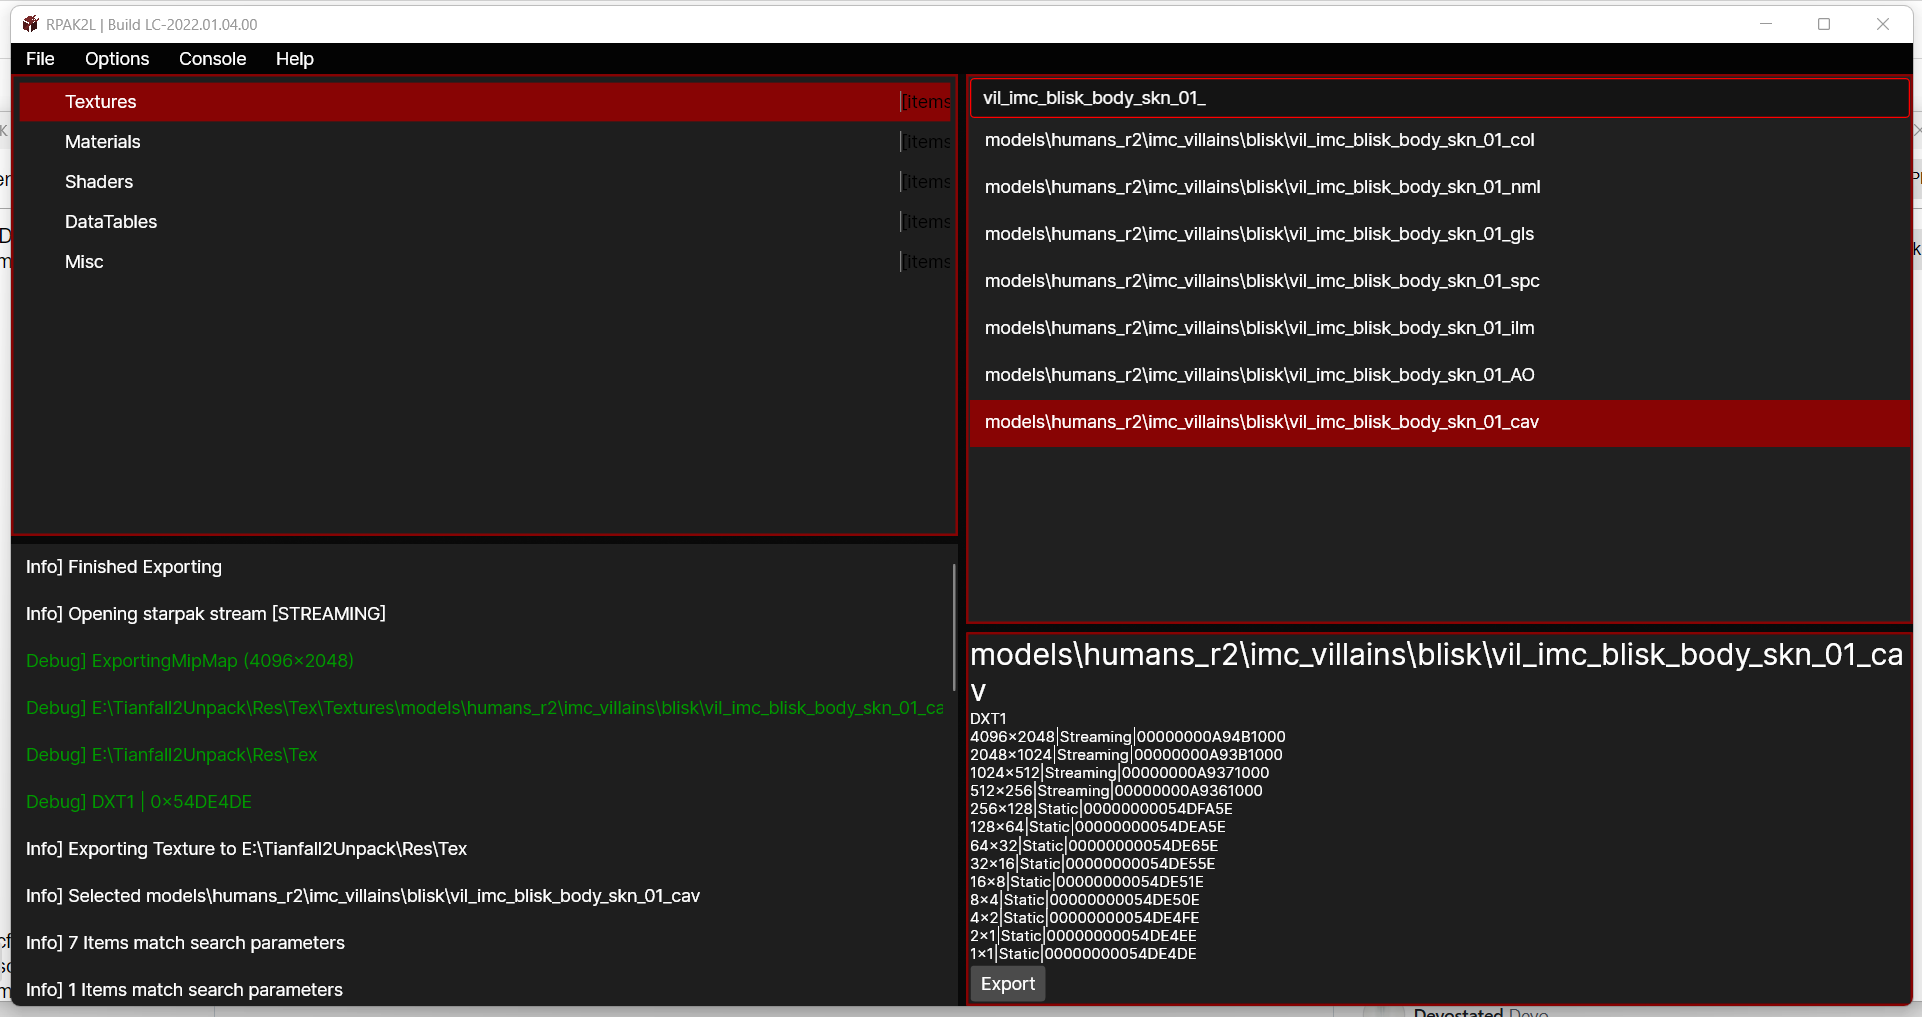 RPAK2L | Build LC-2022.01.04.00
File Options Console Help
Textures |[items
Materials |[items
Shaders |[items
DataTables |[items
Misc |[items
Info] Finished Exporting
Info] Opening starpak stream [STREAMING]
Debug] ExportingMipMap (4096×2048)
Debug] E:\Tianfall2Unpack\Res\Tex\Textures\models\humans_r2\imc_villains\blisk\vil_imc_blisk_body_skn_01_ca
Debug] E:\Tianfall2Unpack\Res\Tex
Debug] DXT1 | 0×54DE4DE
Info] Exporting Texture to E:\Tianfall2Unpack\Res\Tex
Info] Selected models\humans_r2\imc_villains\blisk\vil_imc_blisk_body_skn_01_cav
Info] 7 Items match search parameters
Info] 1 Items match search parameters
vil_imc_blisk_body_skn_01_
models\humans_r2\imc_villains\blisk\vil_imc_blisk_body_skn_01_col
models\humans_r2\imc_villains\blisk\vil_imc_blisk_body_skn_01_nml
models\humans_r2\imc_villains\blisk\vil_imc_blisk_body_skn_01_gls
models\humans_r2\imc_villains\blisk\vil_imc_blisk_body_skn_01_spc
models\humans_r2\imc_villains\blisk\vil_imc_blisk_body_skn_01_ilm
models\humans_r2\imc_villains\blisk\vil_imc_blisk_body_skn_01_AO
models\humans_r2\imc_villains\blisk\vil_imc_blisk_body_skn_01_cav
models\humans_r2\imc_villains\blisk\vil_imc_blisk_body_skn_01_ca
v
DXT1
4096×2048|Streaming|00000000A94B1000
2048×1024|Streaming|00000000A93B1000
1024×512|Streaming|00000000A9371000
512×256|Streaming|00000000A9361000
256×128|Static|00000000054DFA5E
128×64|Static|00000000054DEA5E
64×32|Static|00000000054DE65E
32×16|Static|00000000054DE55E
16×8|Static|00000000054DE51E
8×4|Static|00000000054DE50E
4×2|Static|00000000054DE4FE
2×1|Static|00000000054DE4EE
1×1|Static|00000000054DE4DE
Export
Devostated Devo